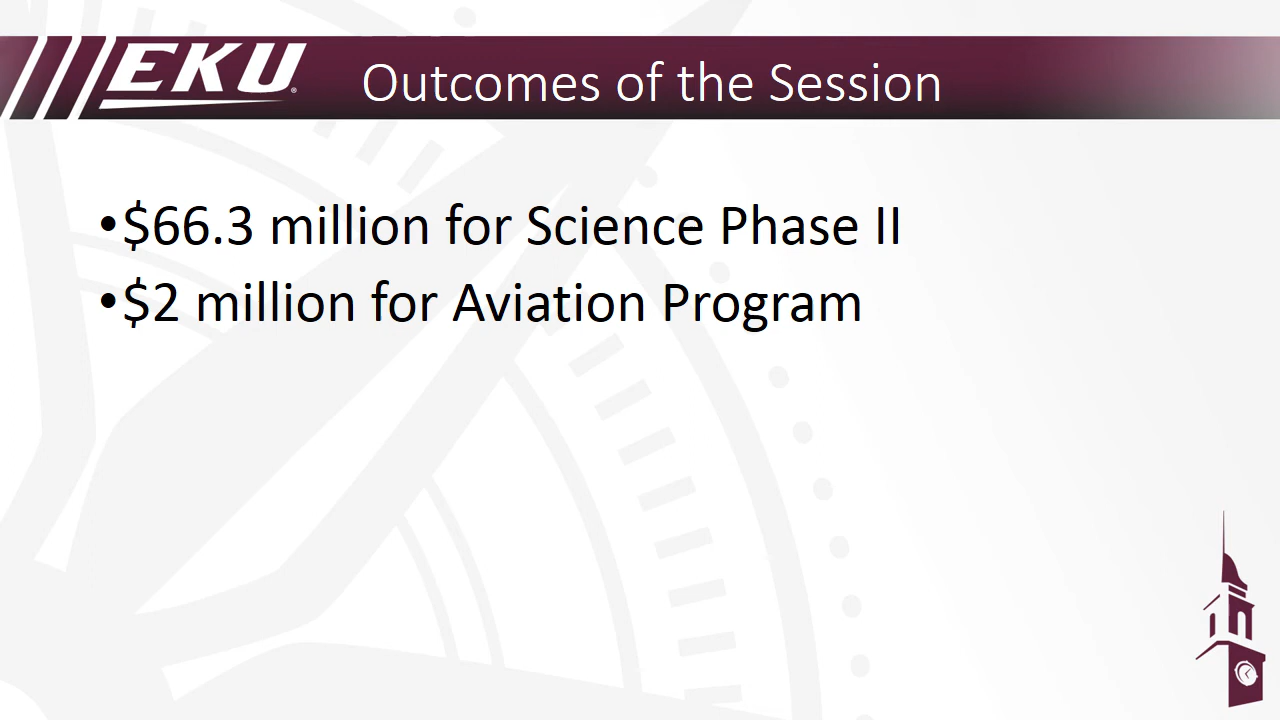 EKU®
Outcomes of the Session
•$66.3 million for Science Phase II
•$2 million for Aviation Program